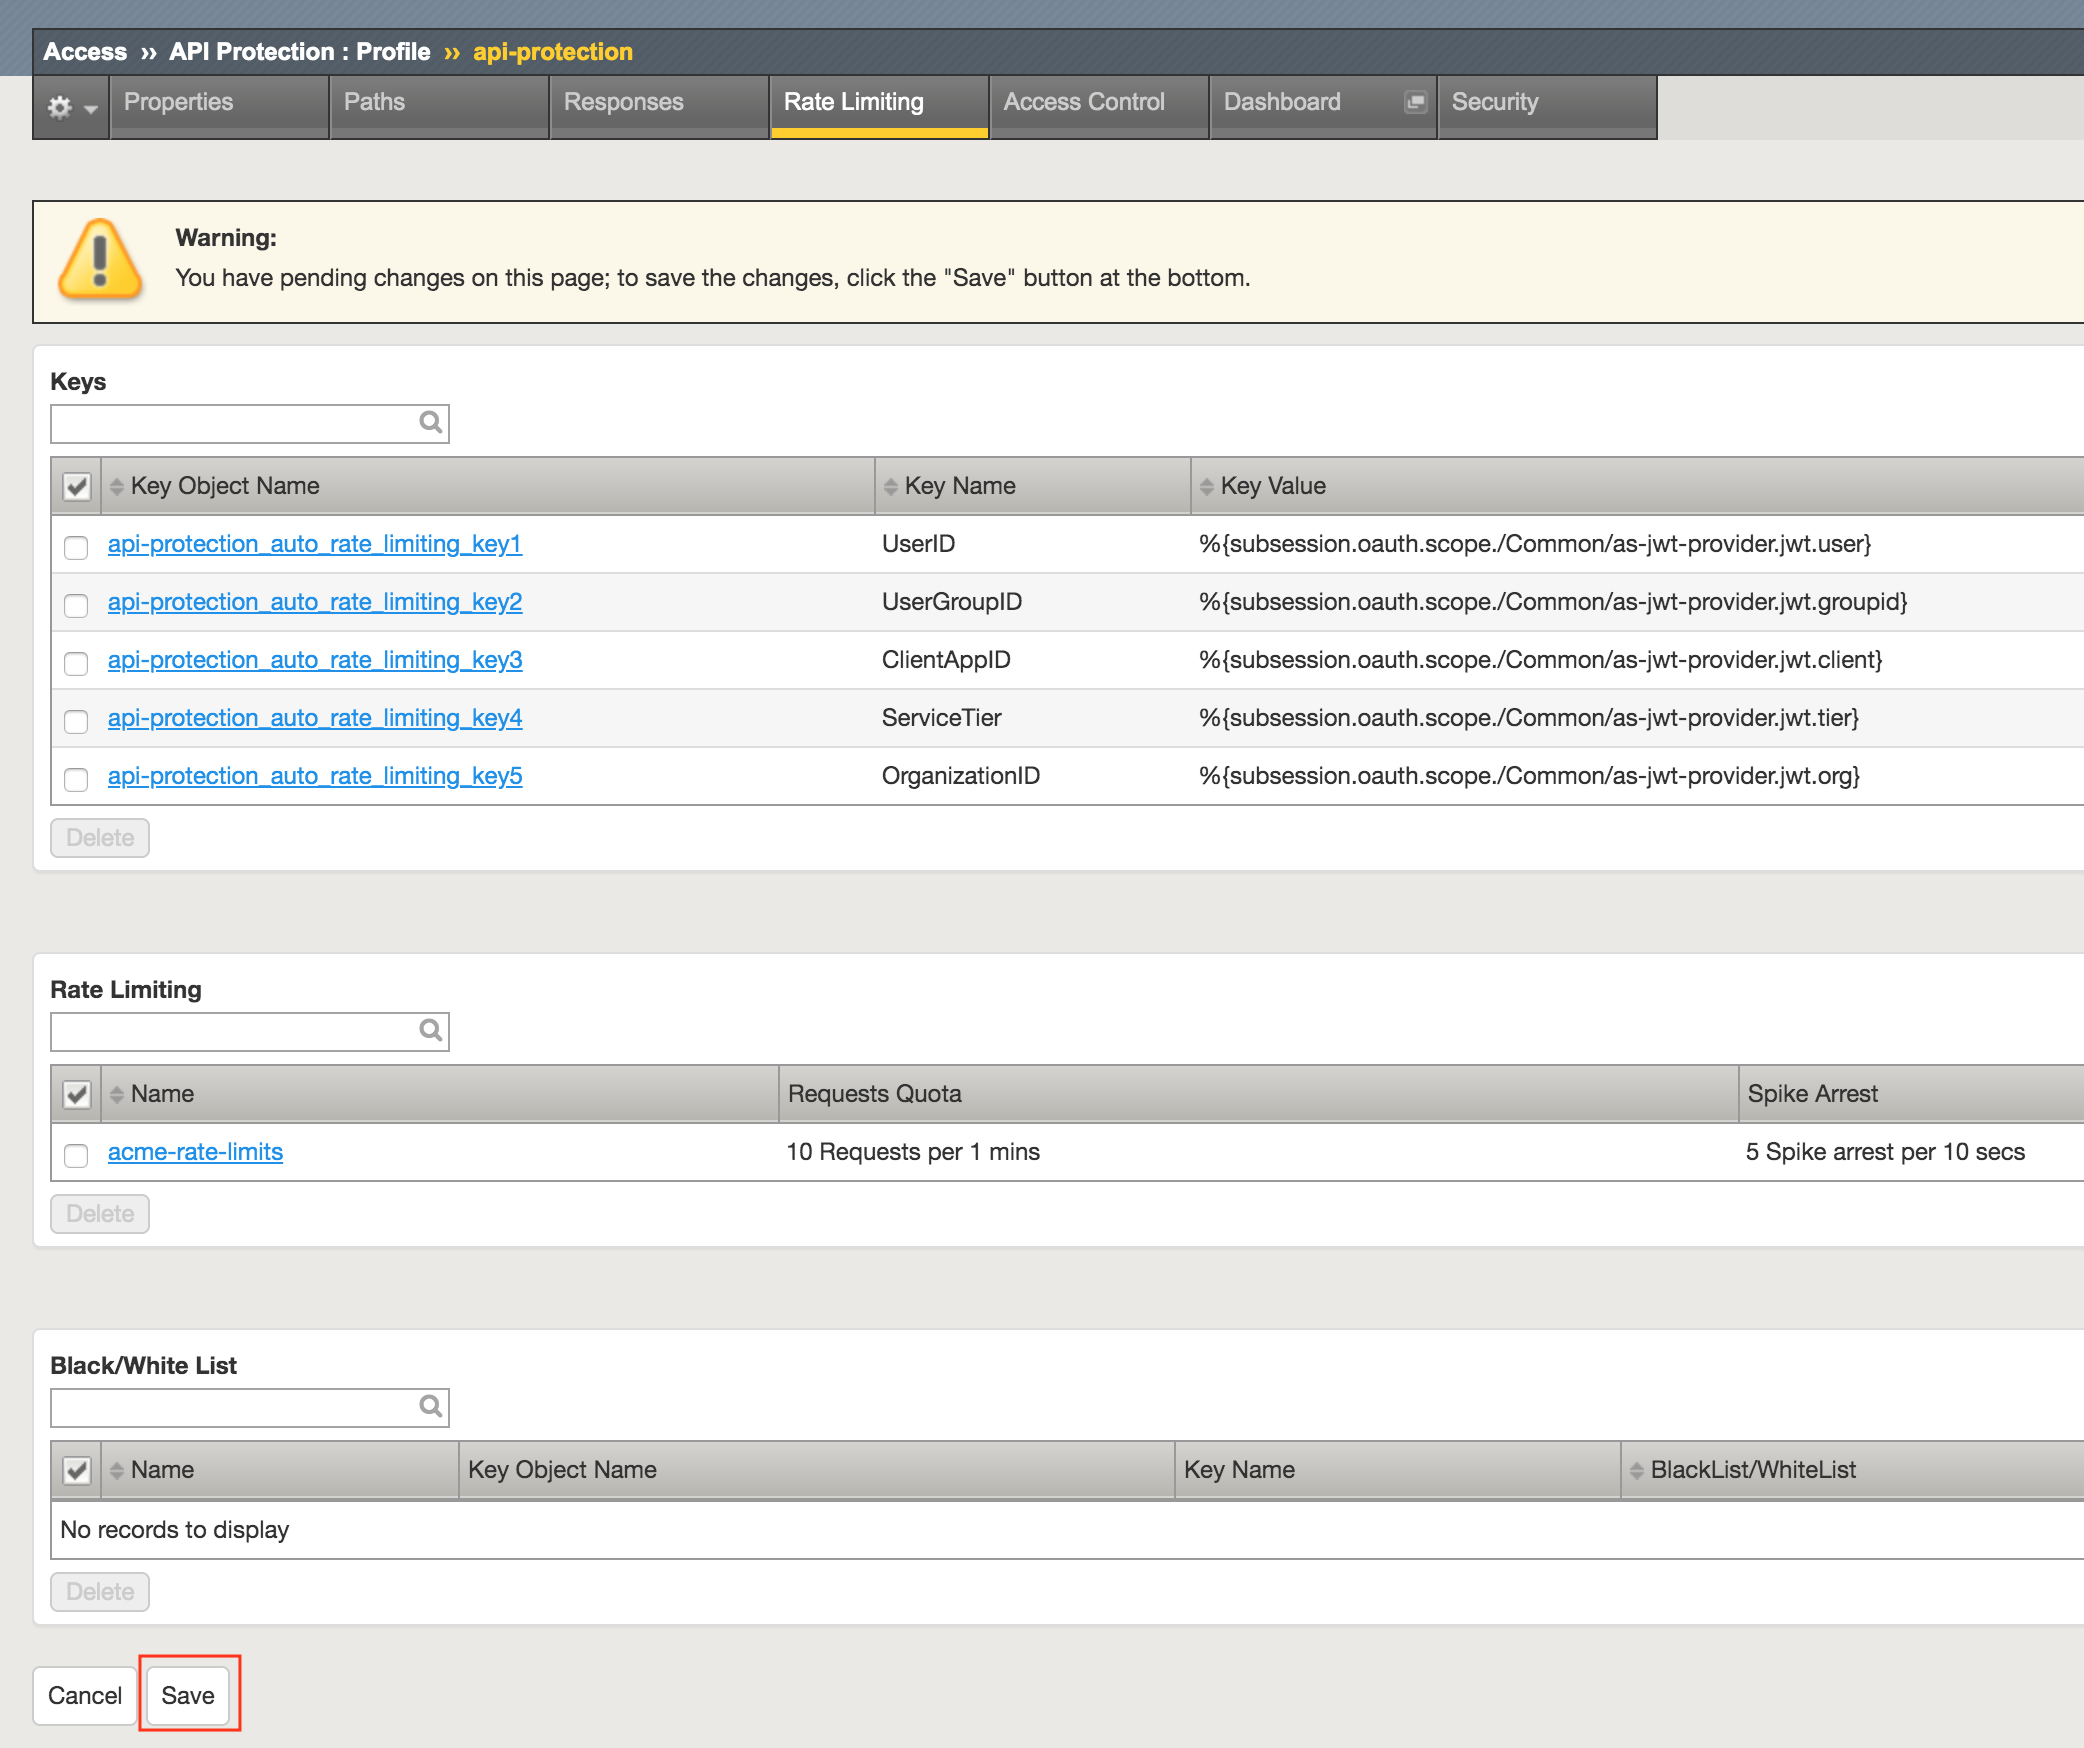 Access » API Protection : Profile » api-protection
Properties Paths Responses Rate Limiting Access Control Dashboard Security
Warning:
You have pending changes on this page; to save the changes, click the "Save" button at the bottom.
Keys
Key Object Name Key Name Key Value
api-protection_auto_rate_limiting_key1 UserID %{subsession.oauth.scope./Common/as-jwt-provider.jwt.user}
api-protection_auto_rate_limiting_key2 UserGroupID %{subsession.oauth.scope./Common/as-jwt-provider.jwt.groupid}
api-protection_auto_rate_limiting_key3 ClientAppID %{subsession.oauth.scope./Common/as-jwt-provider.jwt.client}
api-protection_auto_rate_limiting_key4 ServiceTier %{subsession.oauth.scope./Common/as-jwt-provider.jwt.tier}
api-protection_auto_rate_limiting_key5 OrganizationID %{subsession.oauth.scope./Common/as-jwt-provider.jwt.org}
Delete
Rate Limiting
Name Requests Quota Spike Arrest
acme-rate-limits 10 Requests per 1 mins 5 Spike arrest per 10 secs
Delete
Black/White List
Name Key Object Name Key Name BlackList/WhiteList
No records to display
Delete
Cancel Save